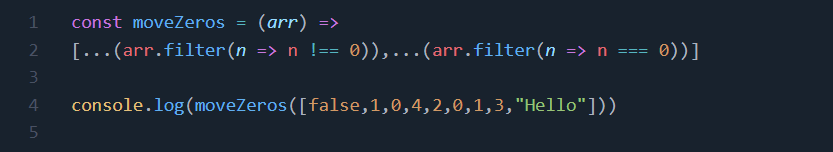 1 const moveZeros = (arr) =>
2 [...(arr.filter(n => n !== 0)),...(arr.filter(n => n === 0))]
3
4 console.log(moveZeros([false,1,0,4,2,0,1,3,"Hello"]))
5